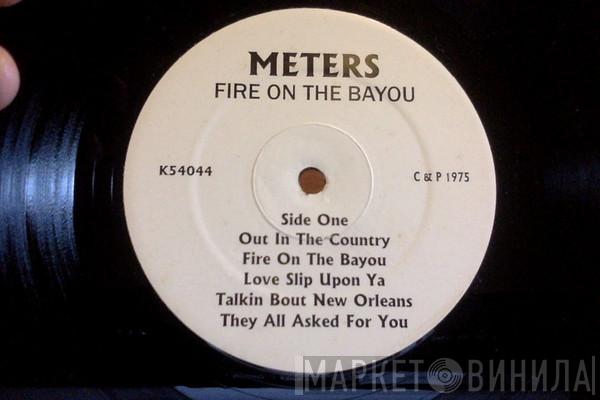 METERS
FIRE ON THE BAYOU
K54044
C & P 1975
Side One
Out In The Country
Fire On The Bayou
Love Slip Upon Ya
Talkin Bout New Orleans
They All Asked For You
МАРКЕТ ВИНИЛА